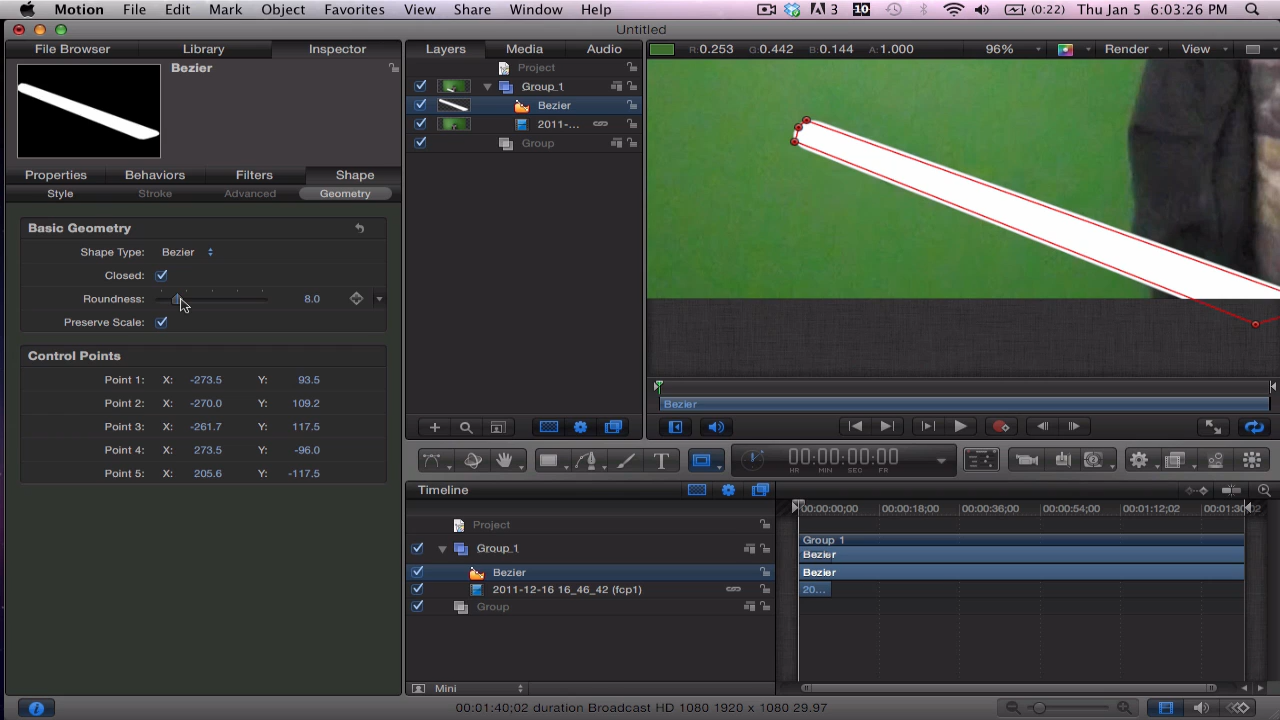 Motion File Edit Mark Object Favorites View Share Window Help 3 10 (0:22) Thu Jan 5 6:03:26 PM
Untitled
File Browser Library Inspector Layers Media Audio R:0.253 G:0.442 B:0.144 A:1.000 96% Render View
Bezier
Project
Group_1
Bezier
2011-...
Group
Properties Behaviors Filters Shape
Style Stroke Advanced Geometry
Basic Geometry
Shape Type: Bezier
Closed:
Roundness: 8.0
Preserve Scale:
Control Points
Point 1: X: -273.5 Y: 93.5
Point 2: X: -270.0 Y: 109.2
Point 3: X: -261.7 Y: 117.5
Point 4: X: 273.5 Y: -96.0
Point 5: X: 205.6 Y: -117.5
Bezier
00:00:00:00
HR MIN SEC FR
Timeline
00:00:00;00 00:00:18;00 00:00:36;00 00:00:54;00 00:01:12;02 00:01:30;02
Project
Group 1
Group_1
Bezier
Bezier
Bezier
2011-12-16 16_46_42 (fcp1)
20...
Group
Mini
00:01:40;02 duration Broadcast HD 1080 1920 x 1080 29.97